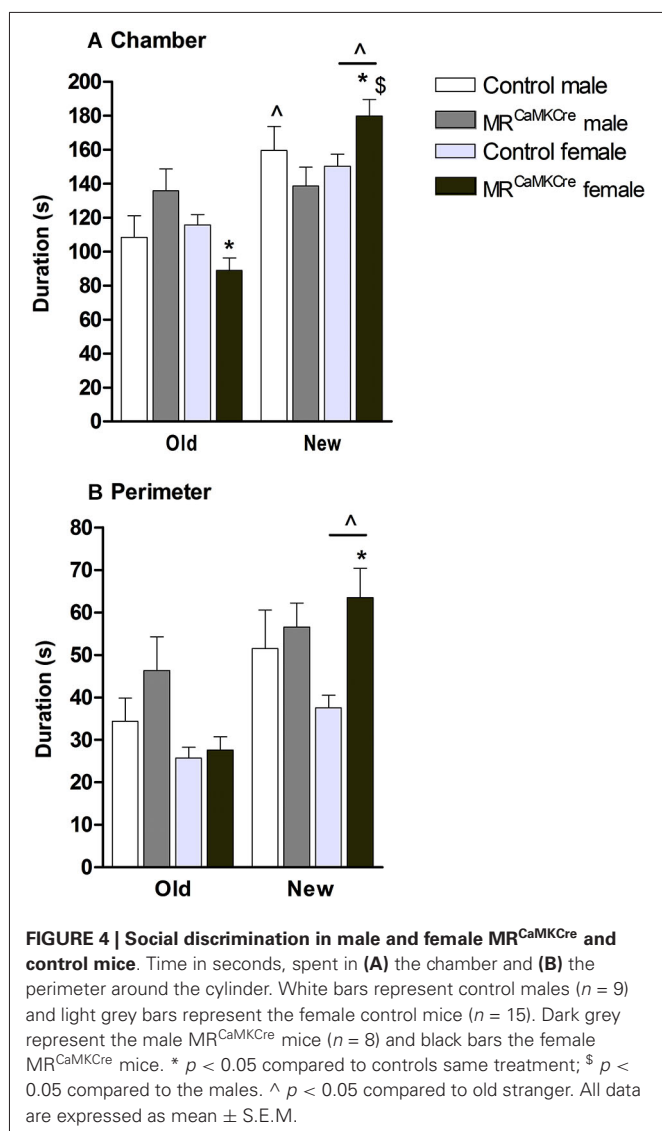 A Chamber
^
* $
^
*
200
180
160
140
120
100
80
60
40
20
0
Duration (s)
Old New
Control male
MR^CaMKCre male
Control female
MR^CaMKCre female
B Perimeter
^
*
80
70
60
50
40
30
20
10
0
Duration (s)
Old New
FIGURE 4 | Social discrimination in male and female MR^CaMKCre and
control mice. Time in seconds, spent in (A) the chamber and (B) the
perimeter around the cylinder. White bars represent control males (n = 9)
and light grey bars represent the female control mice (n = 15). Dark grey
represent the male MR^CaMKCre mice (n = 8) and black bars the female
MR^CaMKCre mice. * p < 0.05 compared to controls same treatment; $ p <
0.05 compared to the males. ^ p < 0.05 compared to old stranger. All data
are expressed as mean ± S.E.M.